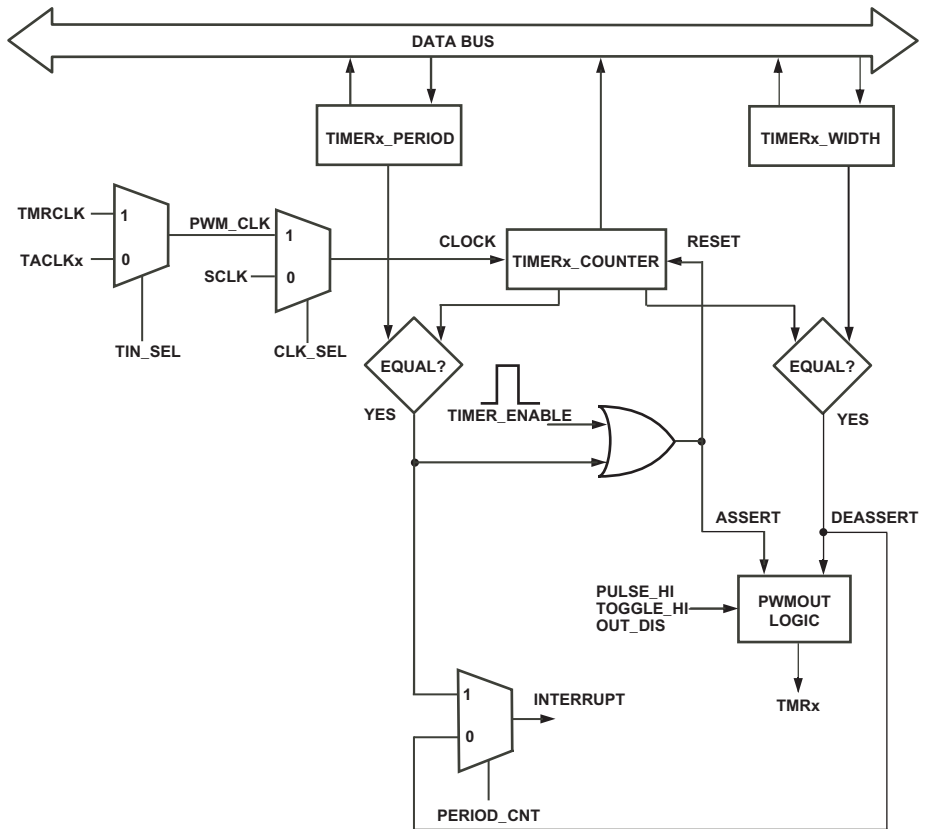 DATA BUS
TIMERx_PERIOD
TIMERx_WIDTH
TMRCLK
1
TACLKx
0
PWM_CLK
1
SCLK
0
TIN_SEL
CLK_SEL
CLOCK
TIMERx_COUNTER
RESET
EQUAL?
YES
EQUAL?
YES
TIMER_ENABLE
ASSERT
DEASSERT
PULSE_HI
TOGGLE_HI
OUT_DIS
PWMOUT
LOGIC
TMRx
1
0
INTERRUPT
PERIOD_CNT